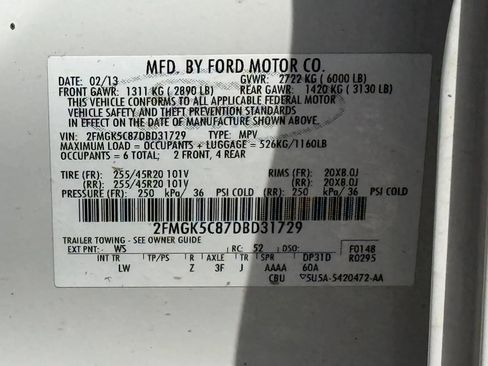 MFD. BY FORD MOTOR CO.
DATE: 02/13 GVWR: 2722 KG ( 6000 LB)
FRONT GAWR: 1311 KG ( 2890 LB) REAR GAWR: 1420 KG ( 3130 LB)
THIS VEHICLE CONFORMS TO ALL APPLICABLE FEDERAL MOTOR
VEHICLE SAFETY AND THEFT PREVENTION STANDARDS
IN EFFECT ON THE DATE OF MANUFACTURE SHOWN ABOVE.
VIN: 2FMGK5C87DBD31729 TYPE: MPV
MAXIMUM LOAD = OCCUPANTS + LUGGAGE = 526KG/1160LB
OCCUPANTS = 6 TOTAL; 2 FRONT, 4 REAR
TIRE (FR): 255/45R20 101V RIMS (FR): 20X8.0J
(RR): 255/45R20 101V (RR): 20X8.0J
PRESSURE (FR): 250 kPa/ 36 PSI COLD (RR): 250 kPa/ 36 PSI COLD
2FMGK5C87DBD31729
TRAILER TOWING - SEE OWNER GUIDE
EXT PNT: WS RC: 52 DSO: F0148
INT TR TP/PS R AXLE TR SPR DP31D R0295
LW Z 3F J AAAA 60A
CBU 5U5A-5420472-AA